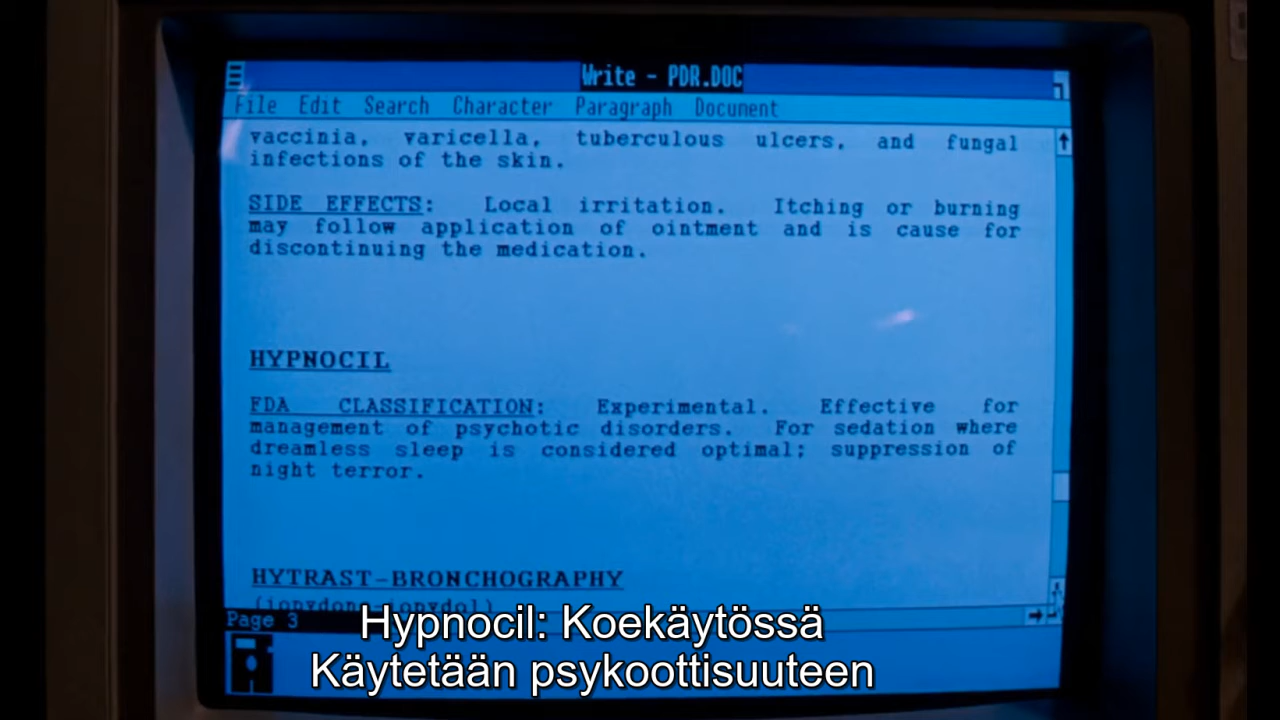 Write - PDR.DOC
File Edit Search Character Paragraph Document
vaccinia, varicella, tuberculous ulcers, and fungal
infections of the skin.
SIDE EFFECTS: Local irritation. Itching or burning
may follow application of ointment and is cause for
discontinuing the medication.
HYPNOCIL
FDA CLASSIFICATION: Experimental. Effective for
management of psychotic disorders. For sedation where
dreamless sleep is considered optimal; suppression of
night terror.
HYTRAST-BRONCHOGRAPHY
Page 3
Hypnocil: Koekäytössä
Käytetään psykoottisuuteen